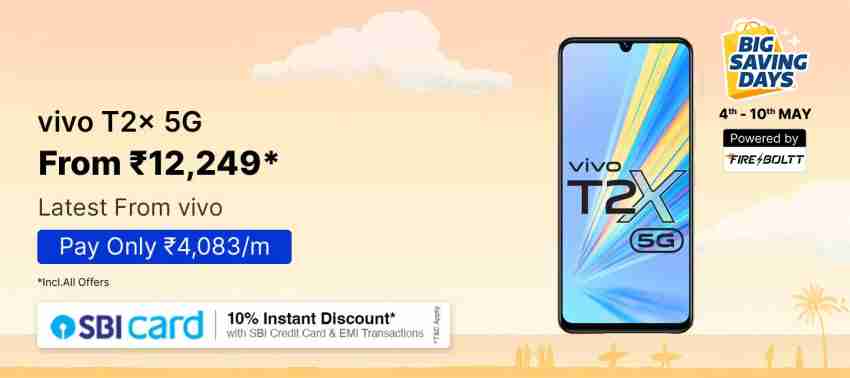 vivo T2x 5G
From ₹12,249*
Latest From vivo
Pay Only ₹4,083/m
*Incl.All Offers
SBI card
10% Instant Discount*
with SBI Credit Card & EMI Transactions
*T&C Apply
vivo
T2X
5G
BIG
SAVING
DAYS
4th - 10th MAY
Powered by
FIRE BOLTT